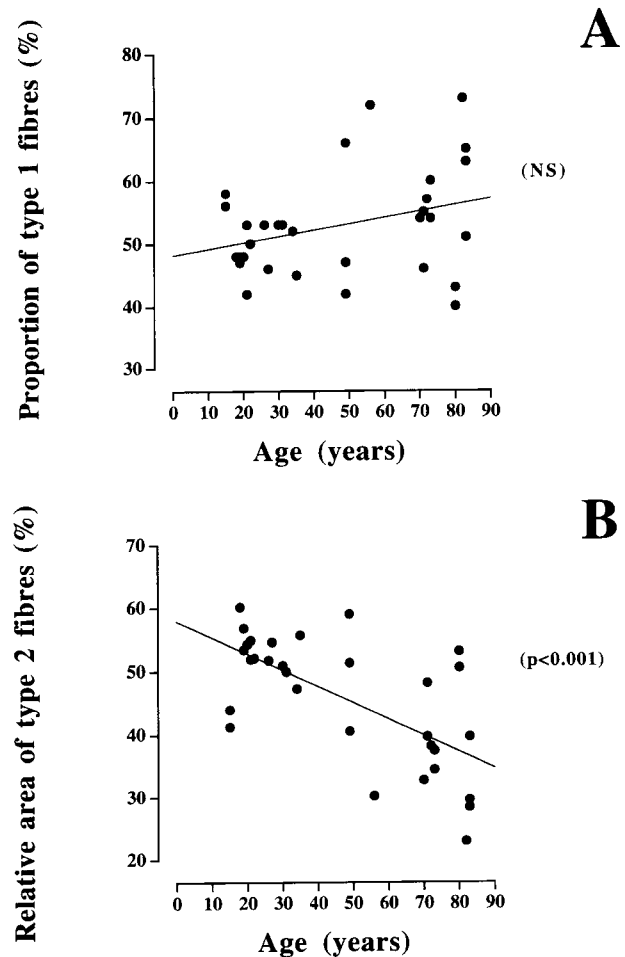 A
Proportion of type 1 fibres (%)
80
70
60
50
40
30
(NS)
0 10 20 30 40 50 60 70 80 90
Age (years)
B
Relative area of type 2 fibres (%)
70
60
50
40
30
20
(p<0.001)
0 10 20 30 40 50 60 70 80 90
Age (years)